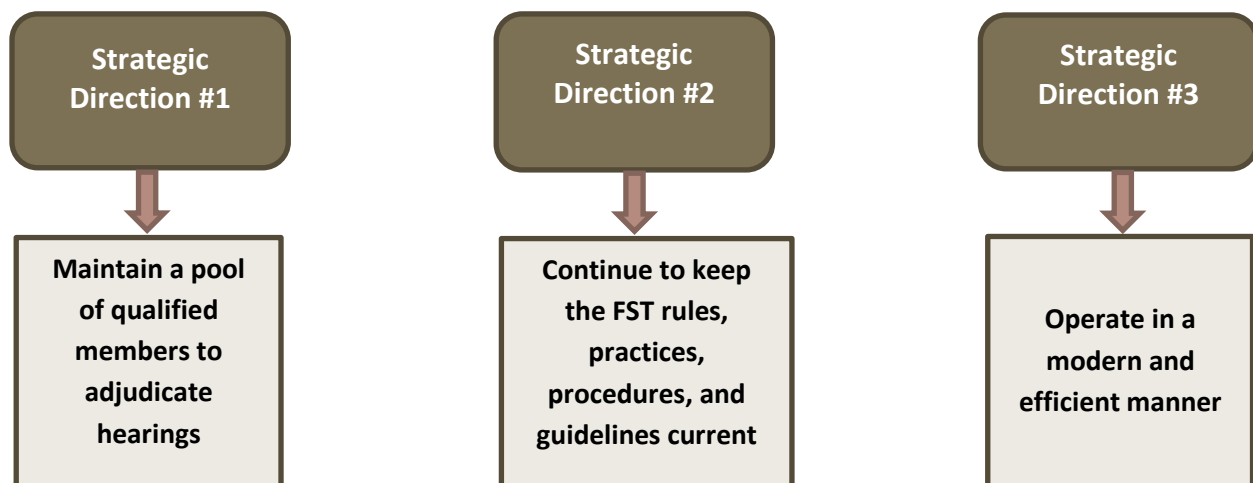 Strategic
Direction #1
Strategic
Direction #2
Strategic
Direction #3
Maintain a pool
of qualified
members to
adjudicate
hearings
Continue to keep
the FST rules,
practices,
procedures, and
guidelines current
Operate in a
modern and
efficient manner